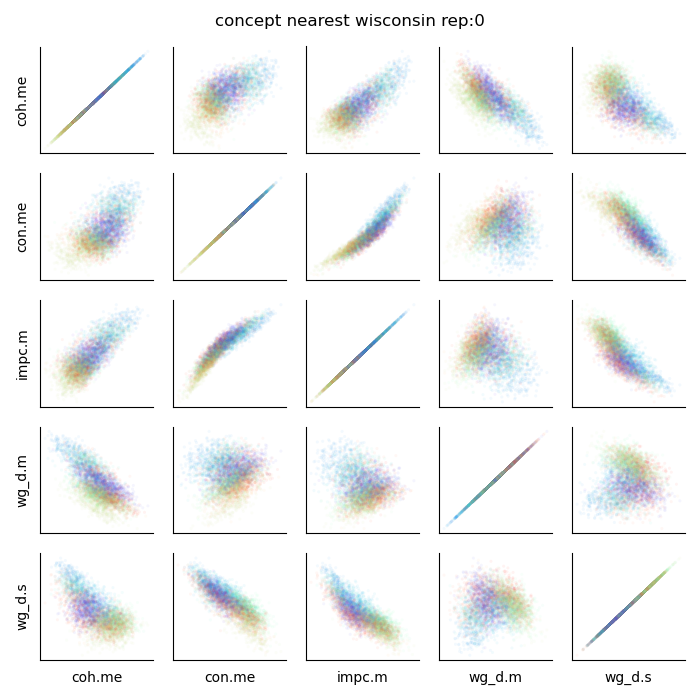 concept nearest wisconsin rep:0
coh.me
con.me
impc.m
wg_d.m
wg_d.s
coh.me
con.me
impc.m
wg_d.m
wg_d.s